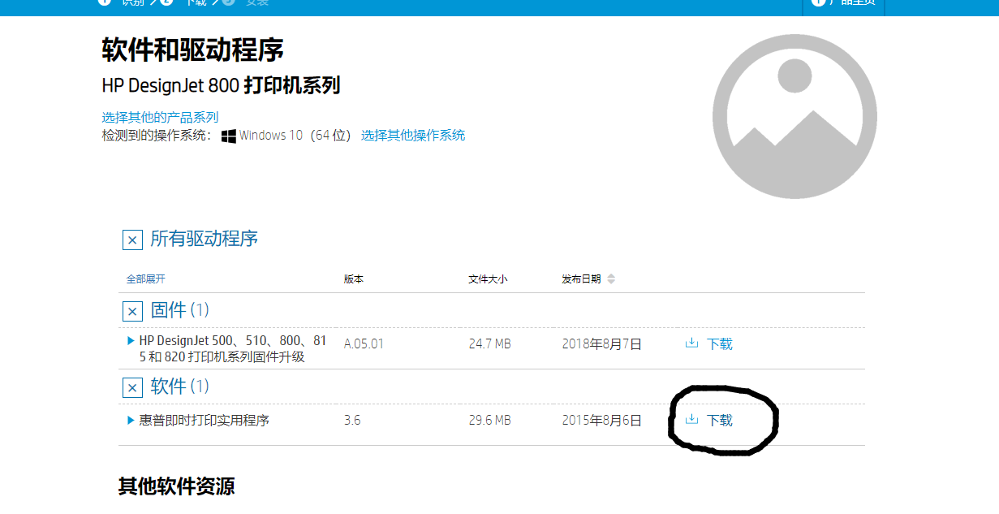 1 识别 2 下载 3 安装 产品主页
软件和驱动程序
HP DesignJet 800 打印机系列
选择其他的产品系列
检测到的操作系统： Windows 10（64 位） 选择其他操作系统
所有驱动程序
全部展开 版本 文件大小 发布日期
固件 (1)
HP DesignJet 500、510、800、81
5 和 820 打印机系列固件升级 A.05.01 24.7 MB 2018年8月7日 下载
软件 (1)
惠普即时打印实用程序 3.6 29.6 MB 2015年8月6日 下载
其他软件资源